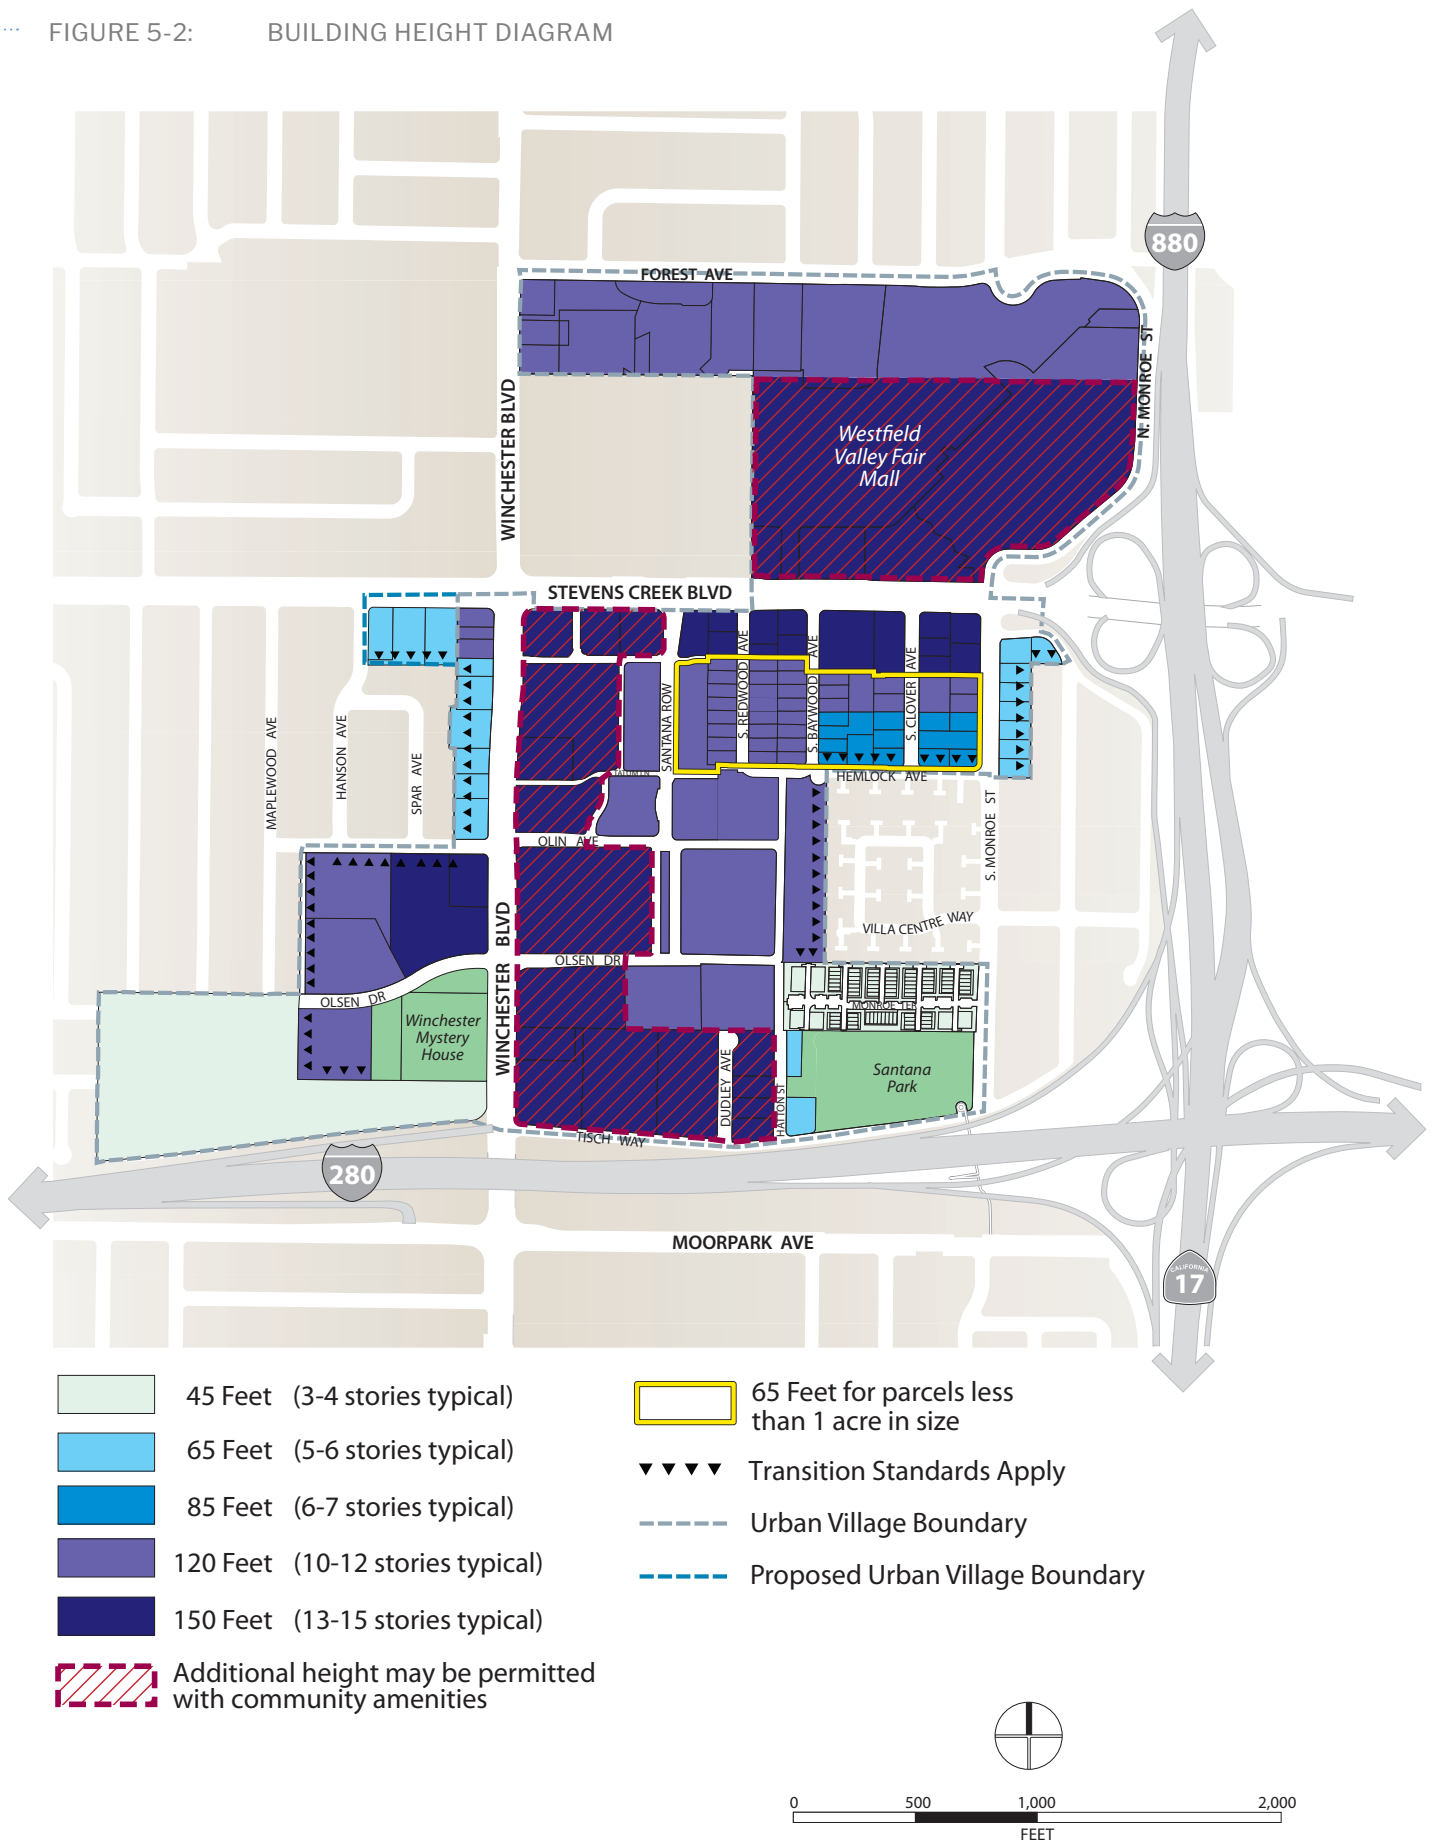 FIGURE 5-2: BUILDING HEIGHT DIAGRAM
880
FOREST AVE
N. MONROE ST
WINCHESTER BLVD
Westfield
Valley Fair
Mall
STEVENS CREEK BLVD
MAPLEWOOD AVE
HANSON AVE
SPAR AVE
SANTANA ROW
S. REDWOOD AVE
S. BAYWOOD AVE
S. CLOVER AVE
HEMLOCK AVE
S. MONROE ST
OLIN AVE
WINCHESTER BLVD
VILLA CENTRE WAY
OLSEN DR
OLSEN DR
MONROE TER
Winchester
Mystery
House
DUDLEY AVE
HATTON ST
Santana
Park
TISCH WAY
280
MOORPARK AVE
CALIFORNIA
17
45 Feet (3-4 stories typical)
65 Feet (5-6 stories typical)
85 Feet (6-7 stories typical)
120 Feet (10-12 stories typical)
150 Feet (13-15 stories typical)
Additional height may be permitted
with community amenities
65 Feet for parcels less
than 1 acre in size
Transition Standards Apply
Urban Village Boundary
Proposed Urban Village Boundary
0 500 1,000 2,000
FEET